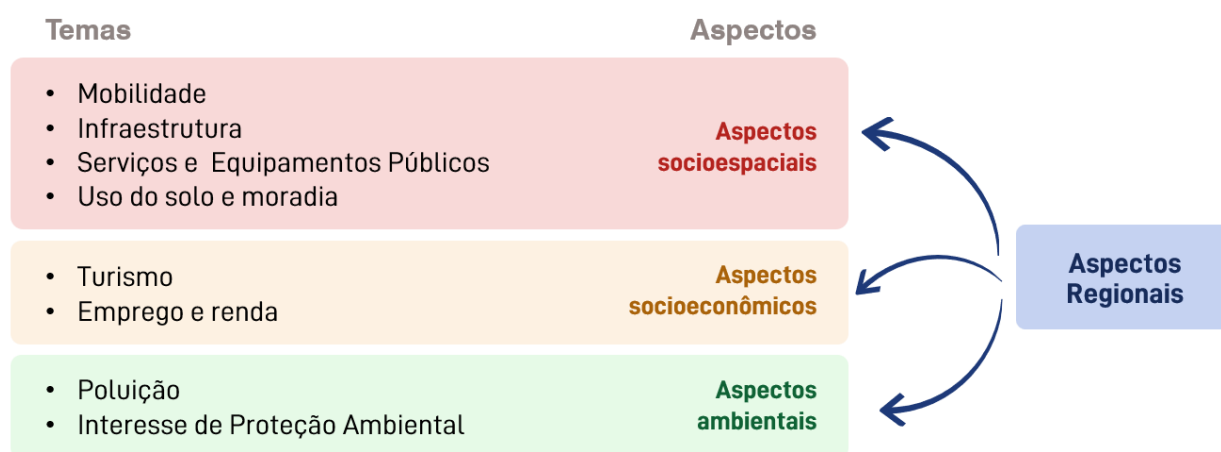 Temas
Aspectos
• Mobilidade
• Infraestrutura
• Serviços e Equipamentos Públicos
• Uso do solo e moradia
Aspectos
socioespaciais
• Turismo
• Emprego e renda
Aspectos
socioeconômicos
• Poluição
• Interesse de Proteção Ambiental
Aspectos
ambientais
Aspectos
Regionais